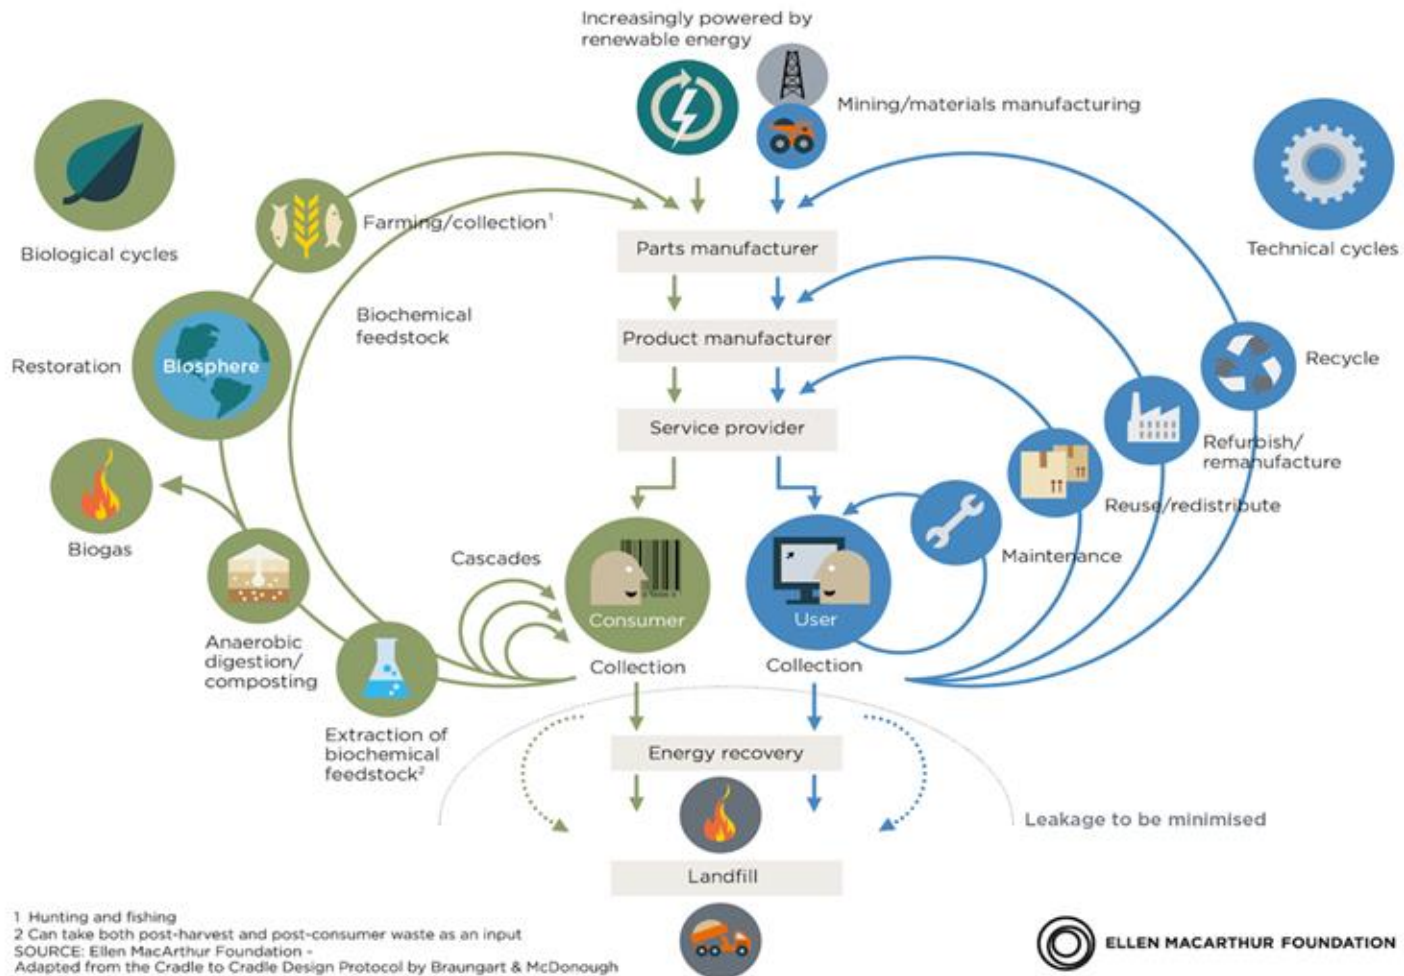 Increasingly powered by
renewable energy
Mining/materials manufacturing
Biological cycles
Technical cycles
Farming/collection¹
Parts manufacturer
Biochemical
feedstock
Product manufacturer
Restoration
Biosphere
Recycle
Service provider
Refurbish/
remanufacture
Reuse/redistribute
Biogas
Cascades
Maintenance
Consumer
User
Anaerobic
digestion/
composting
Collection
Collection
Extraction of
biochemical
feedstock²
Energy recovery
Leakage to be minimised
Landfill
1 Hunting and fishing
2 Can take both post-harvest and post-consumer waste as an input
SOURCE: Ellen MacArthur Foundation -
Adapted from the Cradle to Cradle Design Protocol by Braungart & McDonough
ELLEN MACARTHUR FOUNDATION